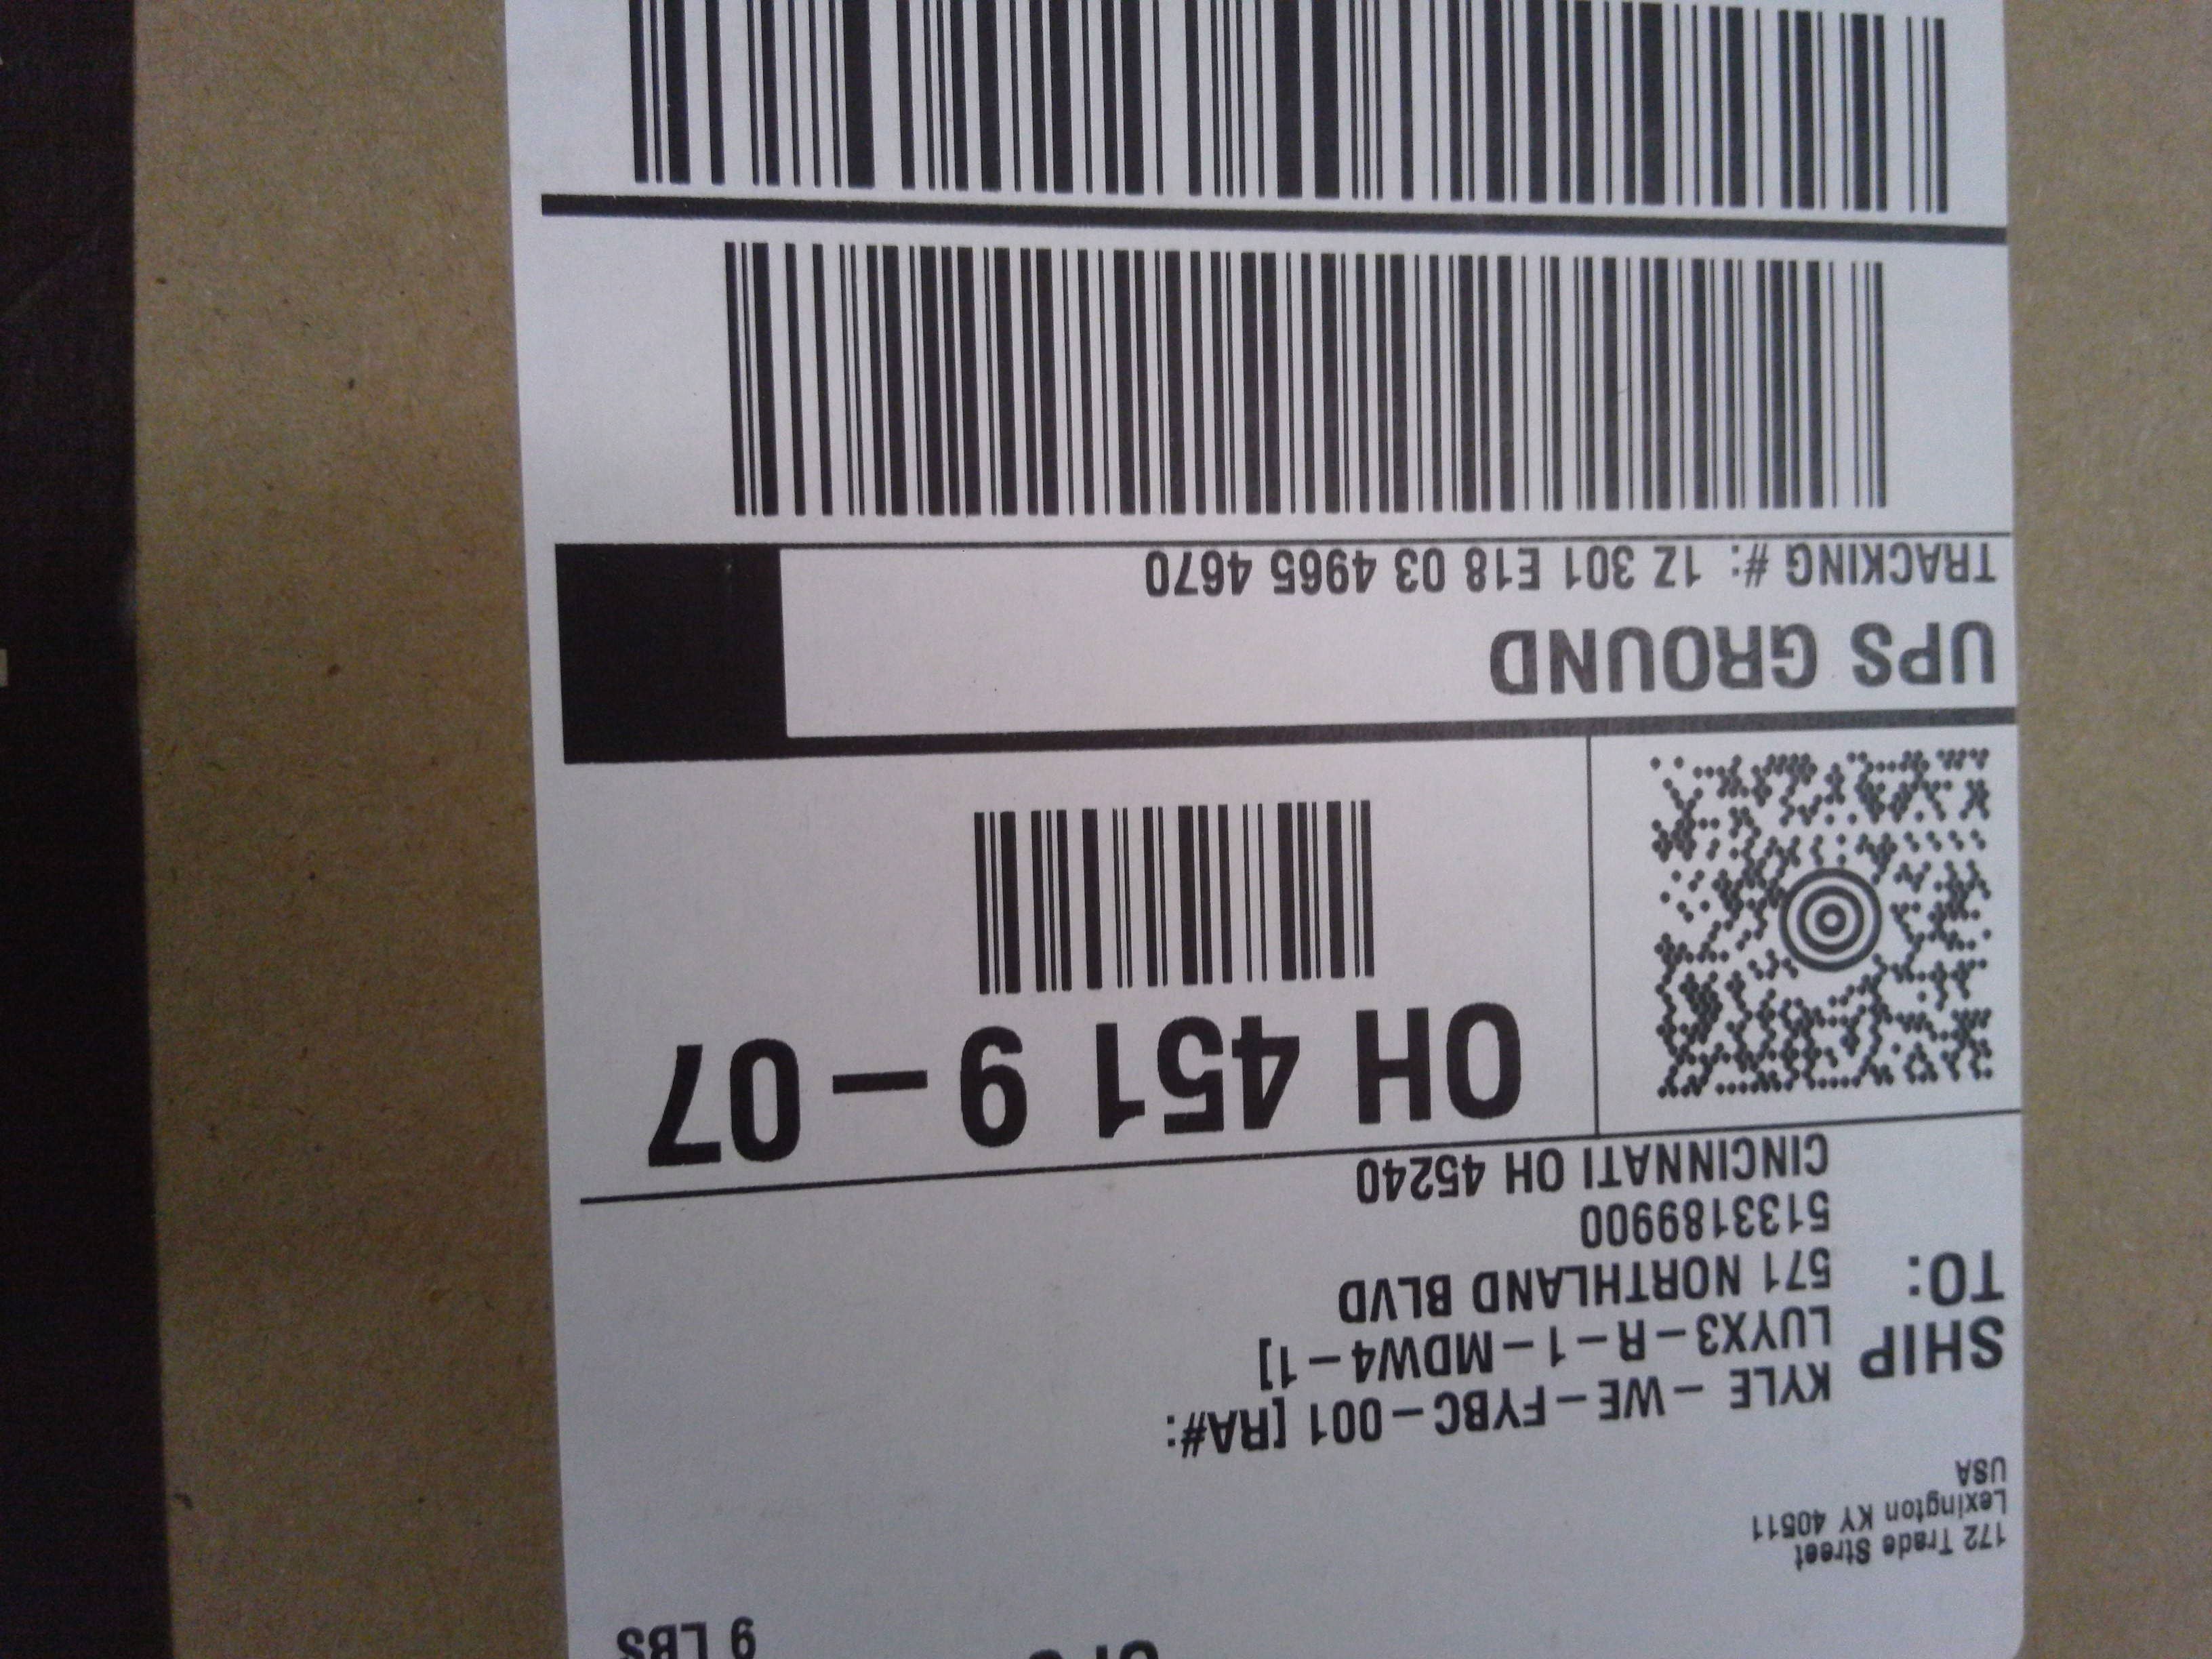 9 LBS
172 Trade Street
Lexington KY 40511
USA
SHIP
TO:
KYLE - WE-FYBC-001 [RA#:
LUYX3-R-1-MDW4-1]
571 NORTHLAND BLVD
5133189900
CINCINNATI OH 45240
OH 451 9-07
UPS GROUND
TRACKING #: 1Z 301 E18 03 4965 4670